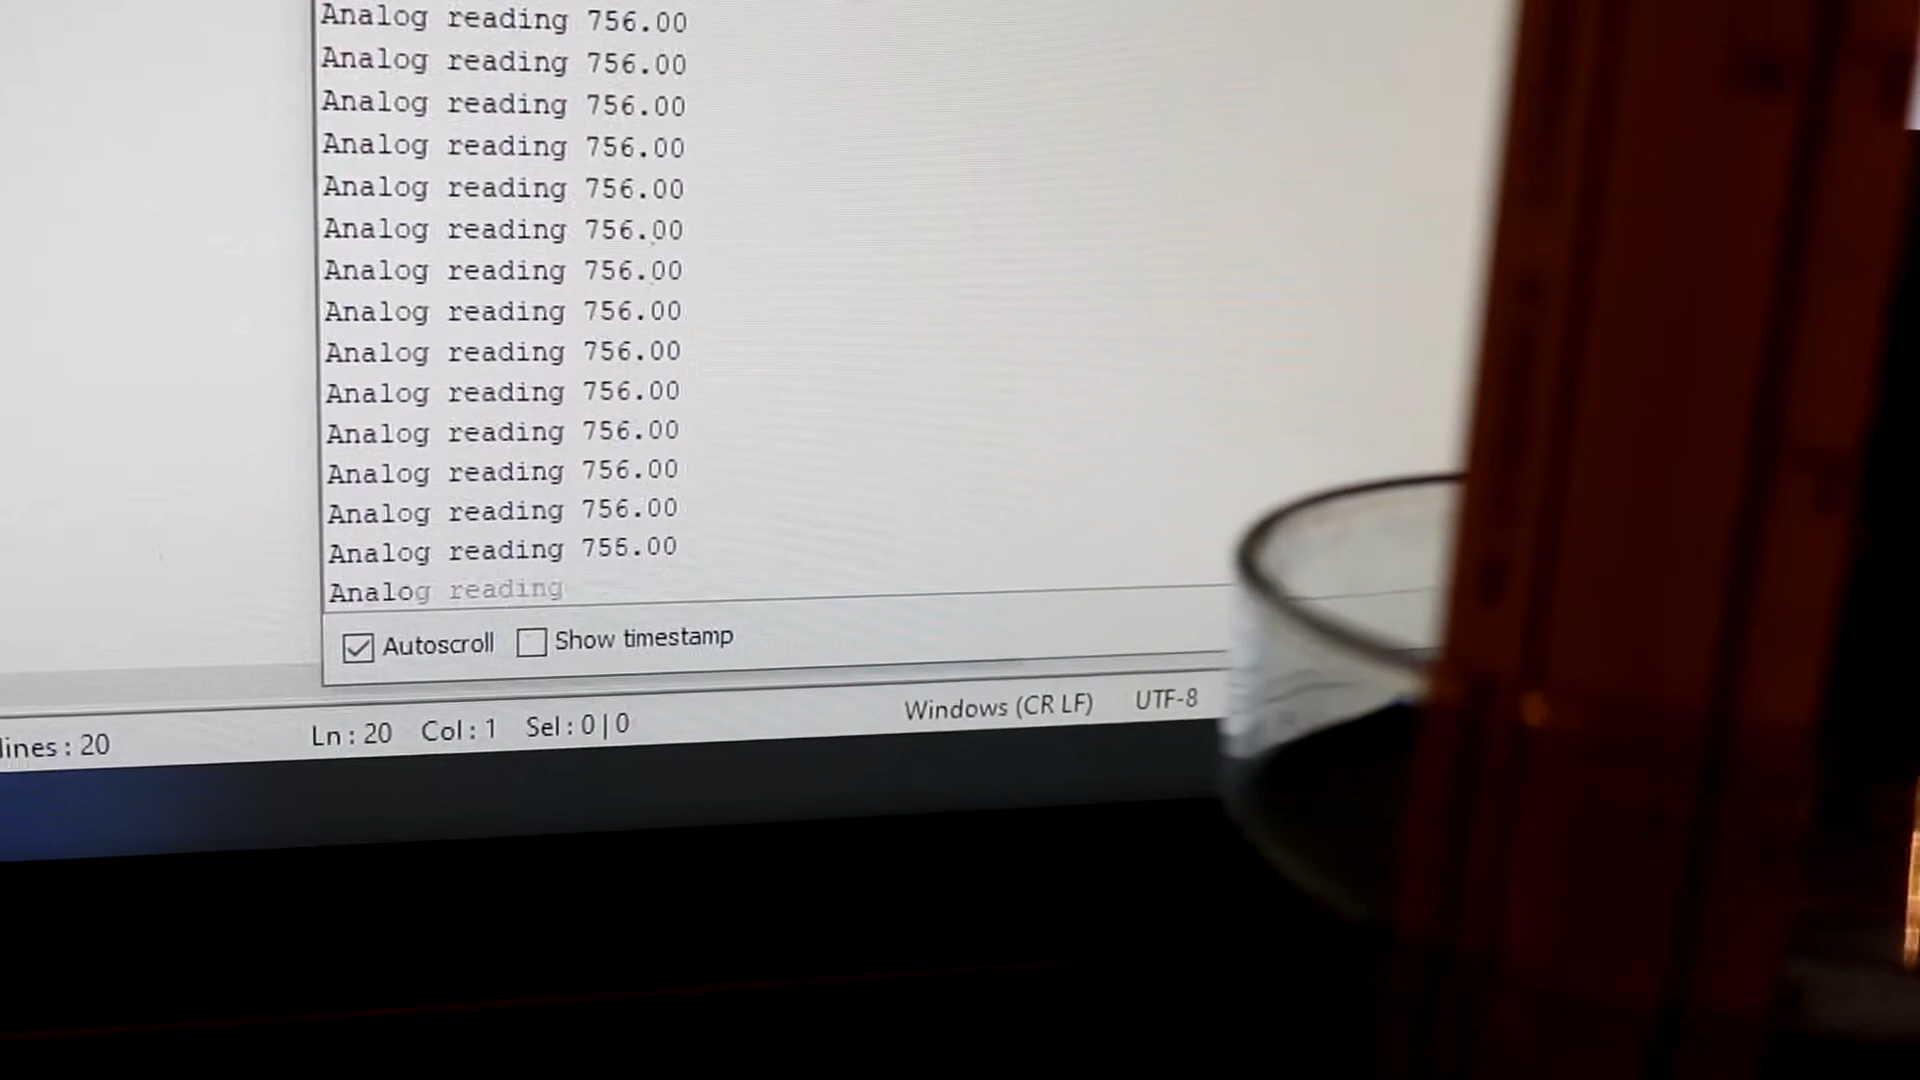 Analog reading 756.00
Analog reading 756.00
Analog reading 756.00
Analog reading 756.00
Analog reading 756.00
Analog reading 756.00
Analog reading 756.00
Analog reading 756.00
Analog reading 756.00
Analog reading 756.00
Analog reading 756.00
Analog reading 756.00
Analog reading 756.00
Analog reading 755.00
Analog reading
Autoscroll Show timestamp
Windows (CR LF) UTF-8
lines : 20 Ln : 20 Col : 1 Sel : 0 | 0